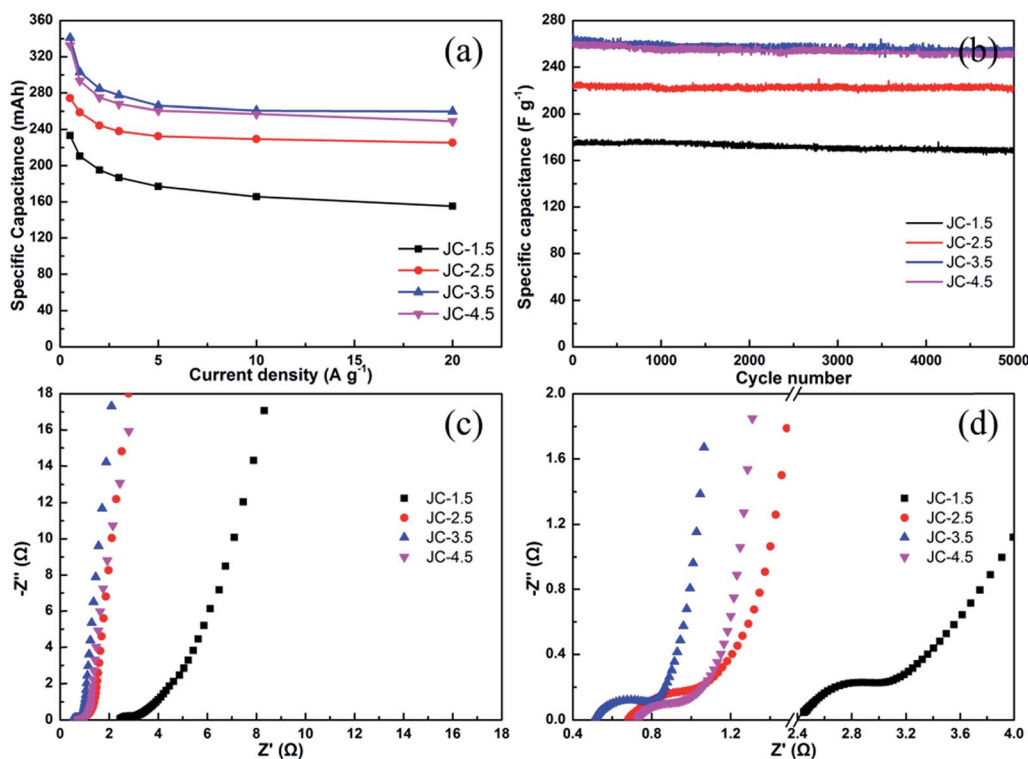 (a)
Specific Capacitance (mAh)
360
320
280
240
200
160
120
80
40
0
0
5
10
15
20
Current density (A g⁻¹)
JC-1.5
JC-2.5
JC-3.5
JC-4.5
(b)
Specific capacitance (F g⁻¹)
280
240
200
160
120
80
40
0
0
1000
2000
3000
4000
5000
Cycle number
JC-1.5
JC-2.5
JC-3.5
JC-4.5
(c)
-Z'' (Ω)
18
16
14
12
10
8
6
4
2
0
0
2
4
6
8
10
12
14
16
18
Z' (Ω)
JC-1.5
JC-2.5
JC-3.5
JC-4.5
(d)
-Z'' (Ω)
2.0
1.6
1.2
0.8
0.4
0.0
0.4
0.8
1.2
2.4
2.8
3.2
3.6
4.0
Z' (Ω)
JC-1.5
JC-2.5
JC-3.5
JC-4.5